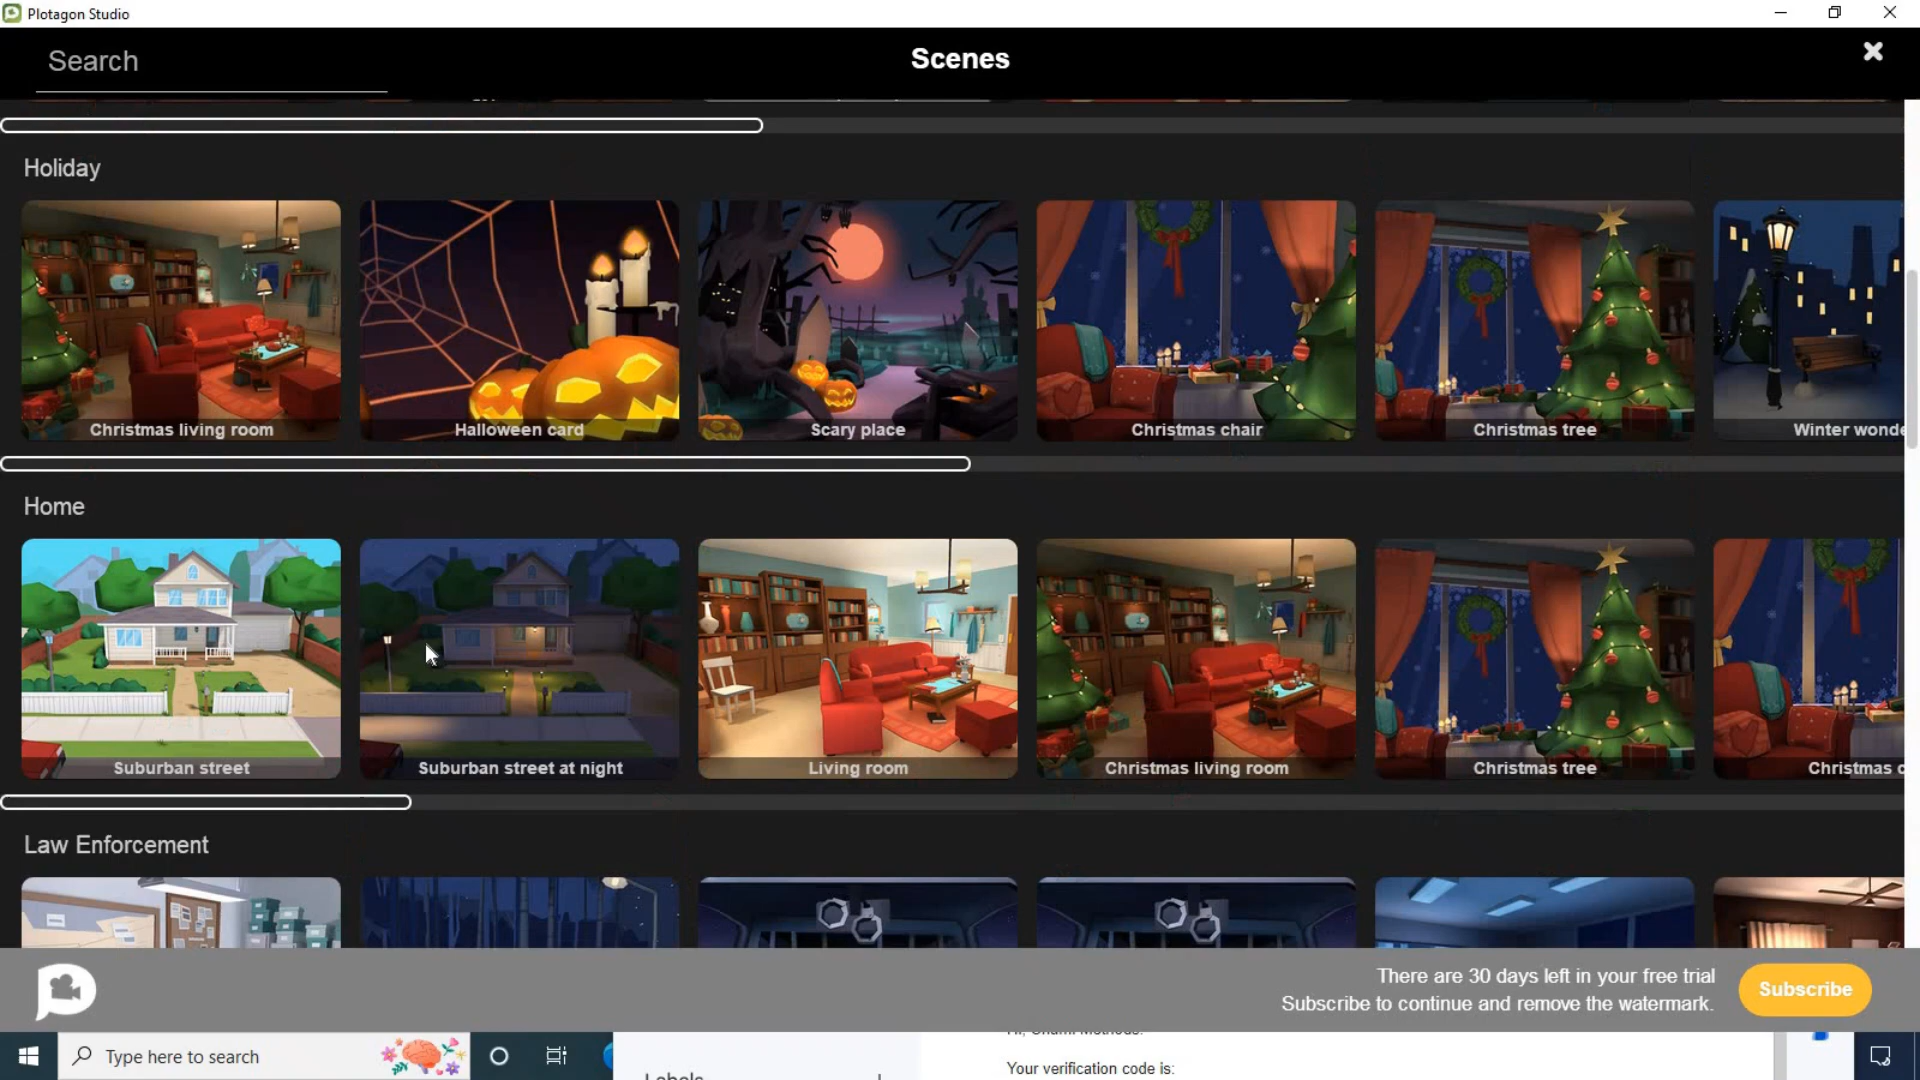 Plotagon Studio
Search
Scenes
Holiday
Christmas living room
Halloween card
Scary place
Christmas chair
Christmas tree
Winter wonde
Home
Suburban street
Suburban street at night
Living room
Christmas living room
Christmas tree
Christmas c
Law Enforcement
There are 30 days left in your free trial
Subscribe to continue and remove the watermark.
Subscribe
Type here to search
Labels
Your verification code is: